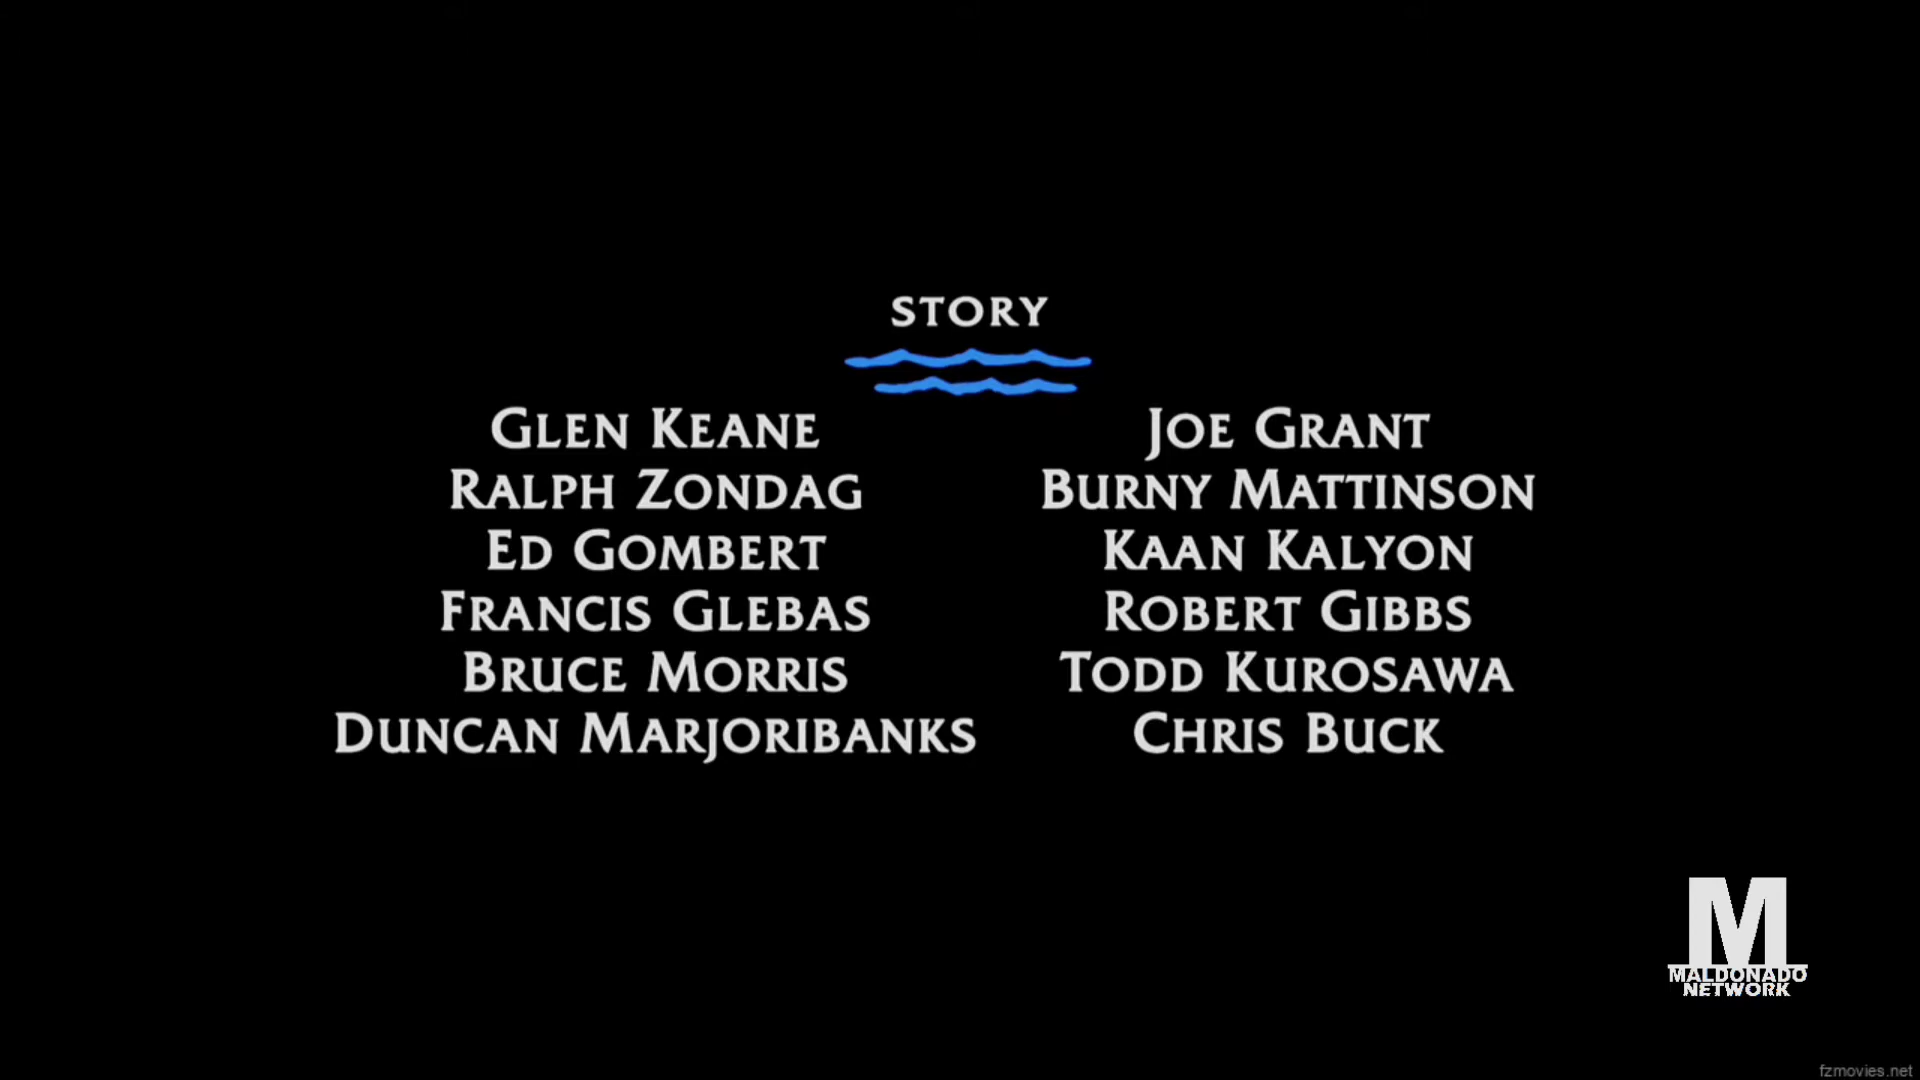 STORY
GLEN KEANE
RALPH ZONDAG
ED GOMBERT
FRANCIS GLEBAS
BRUCE MORRIS
DUNCAN MARJORIBANKS
JOE GRANT
BURNY MATTINSON
KAAN KALYON
ROBERT GIBBS
TODD KUROSAWA
CHRIS BUCK
M
MALDONADO
NETWORK
fzmovies.net